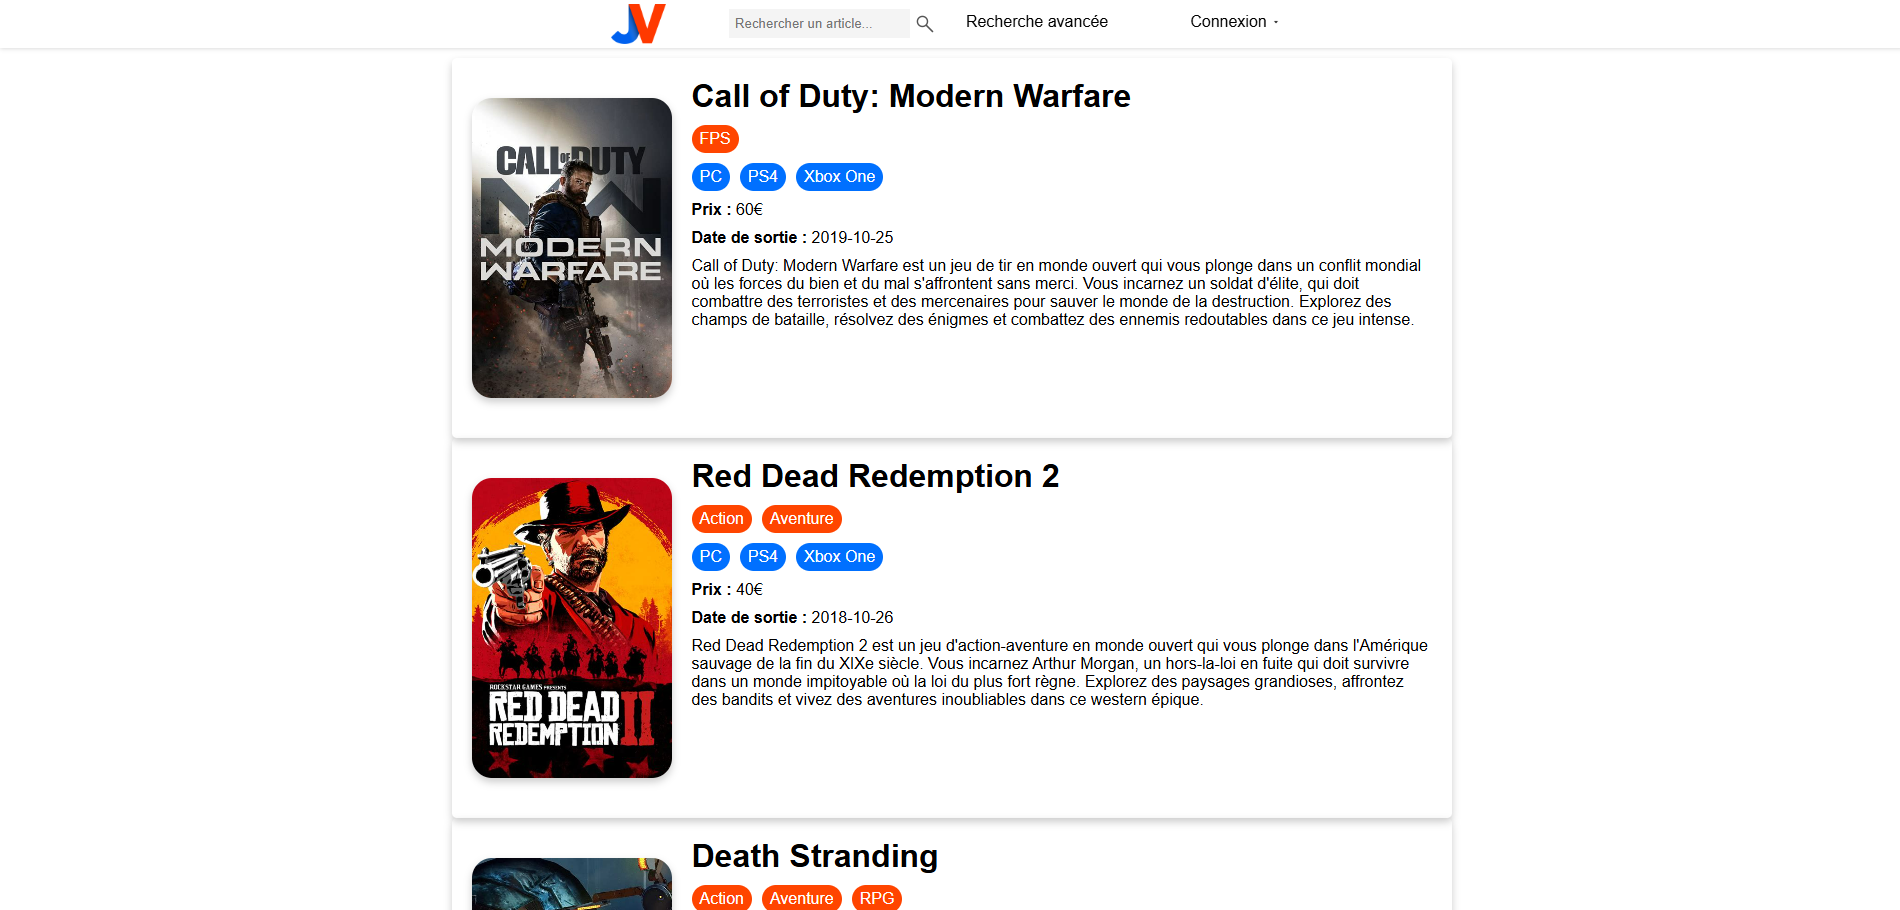 JV
Rechercher un article...
Recherche avancée
Connexion
Call of Duty: Modern Warfare
FPS
PC PS4 Xbox One
Prix : 60€
Date de sortie : 2019-10-25
Call of Duty: Modern Warfare est un jeu de tir en monde ouvert qui vous plonge dans un conflit mondial
où les forces du bien et du mal s'affrontent sans merci. Vous incarnez un soldat d'élite, qui doit
combattre des terroristes et des mercenaires pour sauver le monde de la destruction. Explorez des
champs de bataille, résolvez des énigmes et combattez des ennemis redoutables dans ce jeu intense.
CALL OF DUTY
MW
MODERN
WARFARE
Red Dead Redemption 2
Action Aventure
PC PS4 Xbox One
Prix : 40€
Date de sortie : 2018-10-26
Red Dead Redemption 2 est un jeu d'action-aventure en monde ouvert qui vous plonge dans l'Amérique
sauvage de la fin du XIXe siècle. Vous incarnez Arthur Morgan, un hors-la-loi en fuite qui doit survivre
dans un monde impitoyable où la loi du plus fort règne. Explorez des paysages grandioses, affrontez
des bandits et vivez des aventures inoubliables dans ce western épique.
ROCKSTAR GAMES PRESENTS
RED DEAD
REDEMPTION II
Death Stranding
Action Aventure RPG